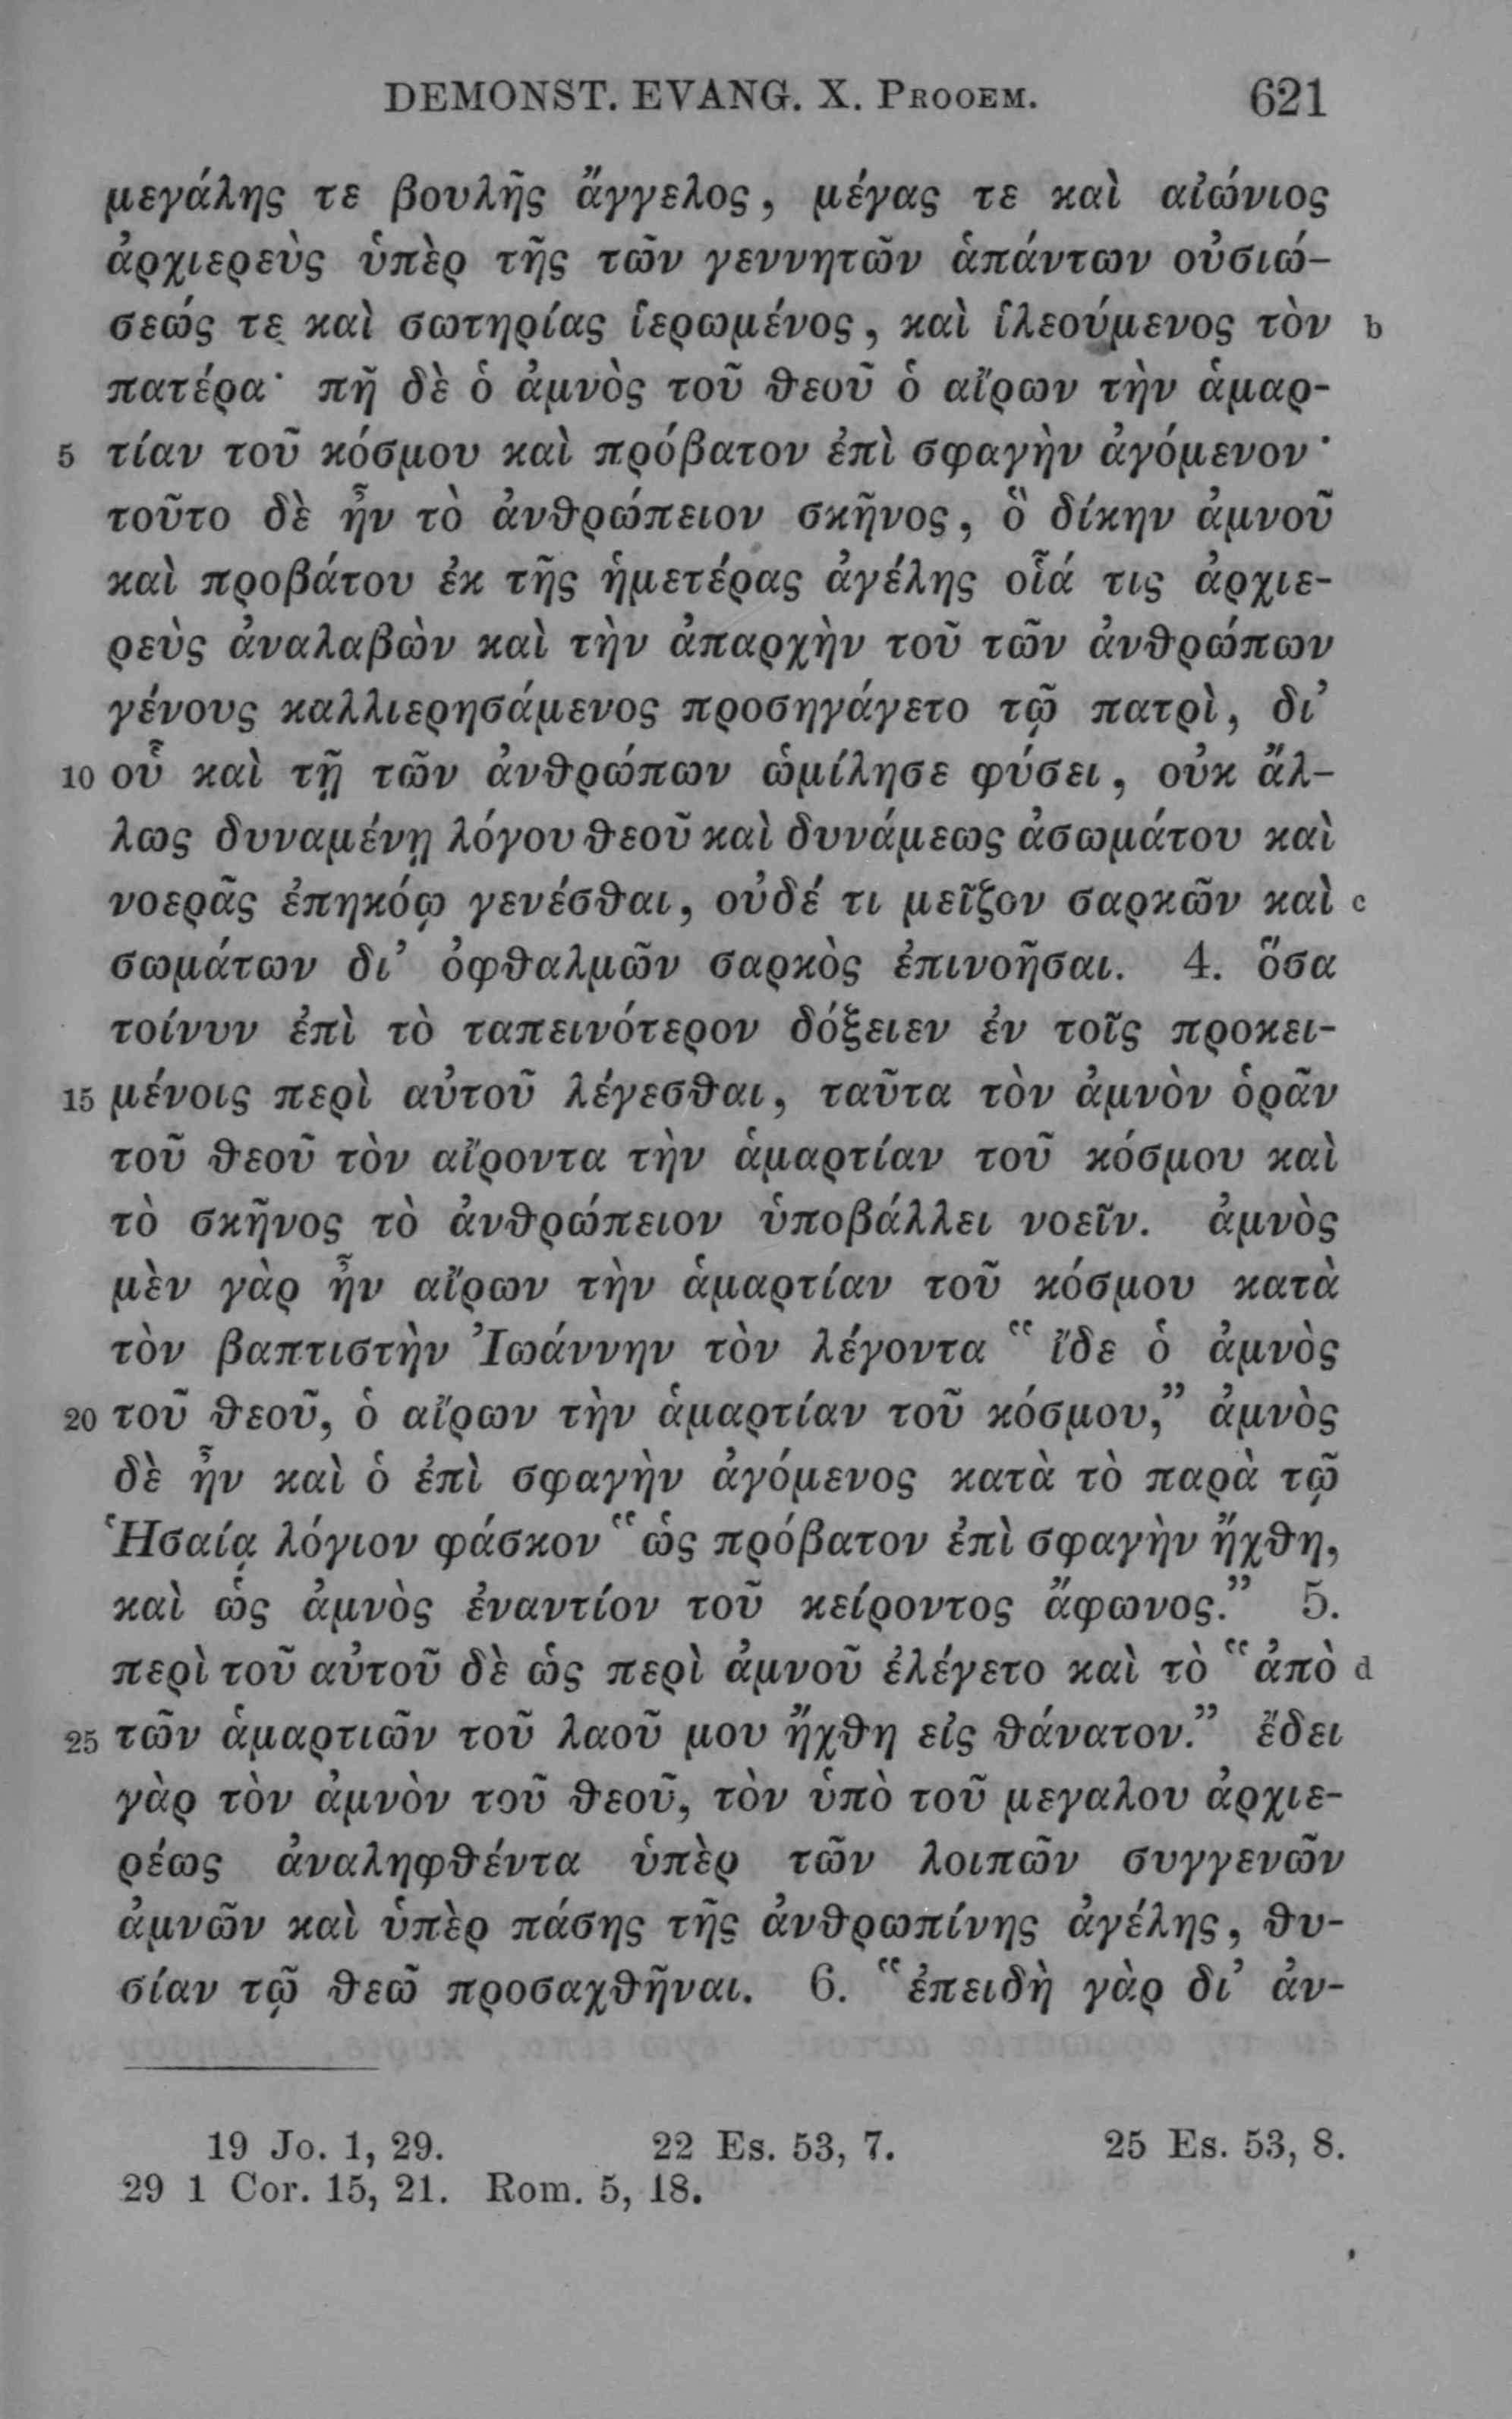 DEMONST. EVANG. X. PROOEM. 621
μεγάλης τε βουλῆς ἄγγελος, μέγας τε καὶ αἰώνιος
ἀρχιερεὺς ὑπὲρ τῆς τῶν γεννητῶν ἁπάντων οὐσιώ-
σεώς τε καὶ σωτηρίας ἱερωμένος, καὶ ἱλεούμενος τὸν b
πατέρα· πῆ δὲ ὁ ἀμνὸς τοῦ θεοῦ ὁ αἴρων τὴν ἁμαρ-
5 τίαν τοῦ κόσμου καὶ πρόβατον ἐπὶ σφαγὴν ἀγόμενον·
τοῦτο δὲ ἦν τὸ ἀνθρώπειον σκῆνος, ὃ δίκην ἀμνοῦ
καὶ προβάτου ἐκ τῆς ἡμετέρας ἀγέλης οἷά τις ἀρχιε-
ρεὺς ἀναλαβὼν καὶ τὴν ἀπαρχὴν τοῦ τῶν ἀνθρώπων
γένους καλλιερησάμενος προσηγάγετο τῷ πατρὶ, δι’
10 οὗ καὶ τῇ τῶν ἀνθρώπων ὡμίλησε φύσει, οὐκ ἄλ-
λως δυναμένῃ λόγου θεοῦ καὶ δυνάμεως ἀσωμάτου καὶ
νοερᾶς ἐπηκόῳ γενέσθαι, οὐδέ τι μεῖζον σαρκῶν καὶ c
σωμάτων δι’ ὀφθαλμῶν σαρκὸς ἐπινοῆσαι. 4. ὅσα
τοίνυν ἐπὶ τὸ ταπεινότερον δόξειεν ἐν τοῖς προκει-
15 μένοις περὶ αὐτοῦ λέγεσθαι, ταῦτα τὸν ἀμνὸν ὁρᾶν
τοῦ θεοῦ τὸν αἴροντα τὴν ἁμαρτίαν τοῦ κόσμου καὶ
τὸ σκῆνος τὸ ἀνθρώπειον ὑποβάλλει νοεῖν. ἀμνὸς
μὲν γὰρ ἦν αἴρων τὴν ἁμαρτίαν τοῦ κόσμου κατὰ
τὸν βαπτιστὴν Ἰωάννην τὸν λέγοντα “ ἴδε ὁ ἀμνὸς
20 τοῦ θεοῦ, ὁ αἴρων τὴν ἁμαρτίαν τοῦ κόσμου,” ἀμνὸς
δὲ ἦν καὶ ὁ ἐπὶ σφαγὴν ἀγόμενος κατὰ τὸ παρὰ τῷ
Ἡσαίᾳ λόγιον φάσκον “ὡς πρόβατον ἐπὶ σφαγὴν ἤχθη,
καὶ ὡς ἀμνὸς ἐναντίον τοῦ κείροντος ἄφωνος.” 5.
περὶ τοῦ αὐτοῦ δὲ ὡς περὶ ἀμνοῦ ἐλέγετο καὶ τὸ “ἀπὸ d
25 τῶν ἁμαρτιῶν τοῦ λαοῦ μου ἤχθη εἰς θάνατον.” ἔδει
γὰρ τὸν ἀμνὸν τοῦ θεοῦ, τὸν ὑπὸ τοῦ μεγαλου ἀρχιε-
ρέως ἀναληφθέντα ὑπὲρ τῶν λοιπῶν συγγενῶν
ἀμνῶν καὶ ὑπὲρ πάσης τῆς ἀνθρωπίνης ἀγέλης, θυ-
σίαν τῷ θεῶ προσαχθῆναι. 6. “ἐπειδὴ γὰρ δι’ ἀν-
19 Jo. 1, 29. 22 Es. 53, 7. 25 Es. 53, 8.
29 1 Cor. 15, 21. Rom. 5, 18.